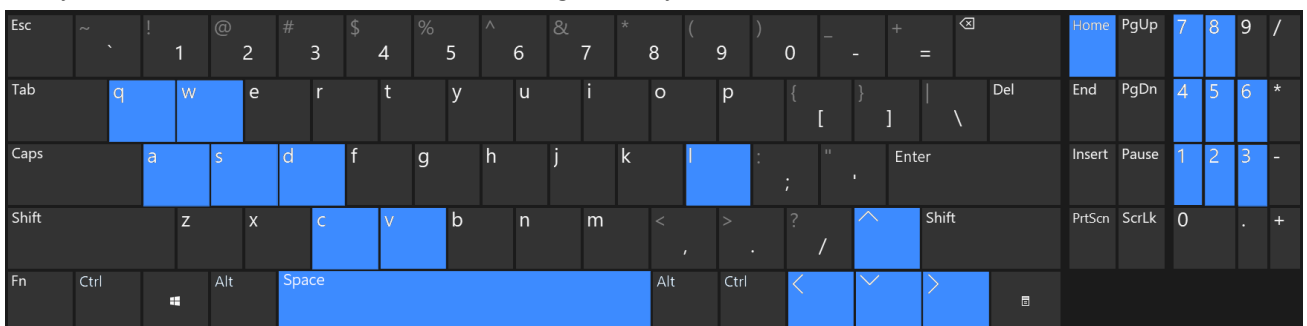 Esc ~ ` ! 1 @ 2 # 3 $ 4 % 5 ^ 6 & 7 * 8 ( 9 ) 0 _ - + = Home PgUp 7 8 9 /
Tab q w e r t y u i o p { [ } ] | \ Del End PgDn 4 5 6 *
Caps a s d f g h j k l : ; " ' Enter Insert Pause 1 2 3 -
Shift z x c v b n m < , > . ? / Shift PrtScn ScrLk 0 . +
Fn Ctrl Alt Space Alt Ctrl